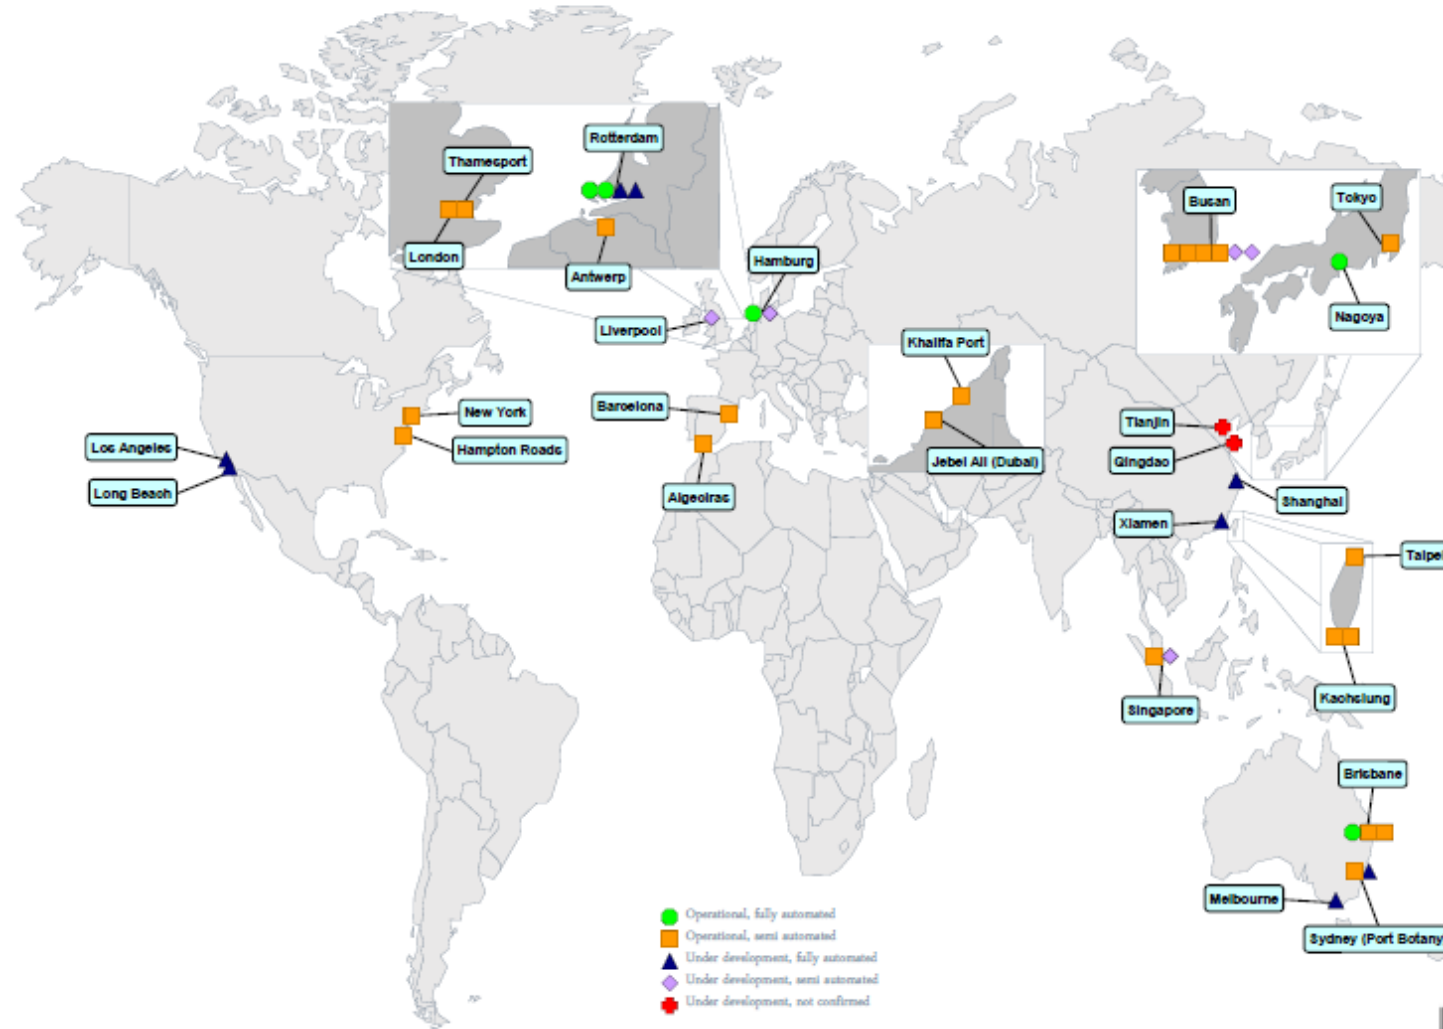 Rotterdam
Thamesport
London
Antwerp
Hamburg
Liverpool
Busan
Tokyo
Nagoya
Khalifa Port
Jebel Ali (Dubai)
New York
Hampton Roads
Los Angeles
Long Beach
Barcelona
Algeciras
Tianjin
Qingdao
Shanghai
Xiamen
Taipei
Kaohsiung
Singapore
Brisbane
Melbourne
Sydney (Port Botany
Operational, fully automated
Operational, semi automated
Under development, fully automated
Under development, semi automated
Under development, not confirmed